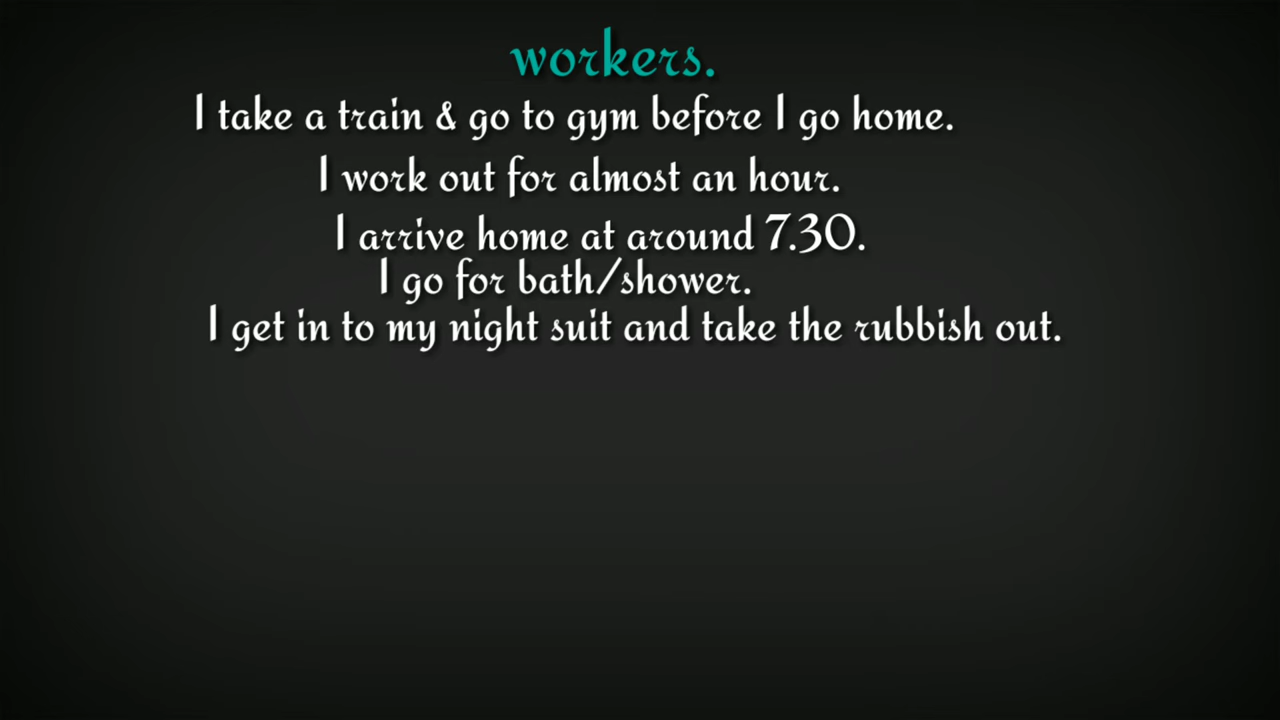 workers.
I take a train & go to gym before I go home.
I work out for almost an hour.
I arrive home at around 7.30.
I go for bath/shower.
I get in to my night suit and take the rubbish out.